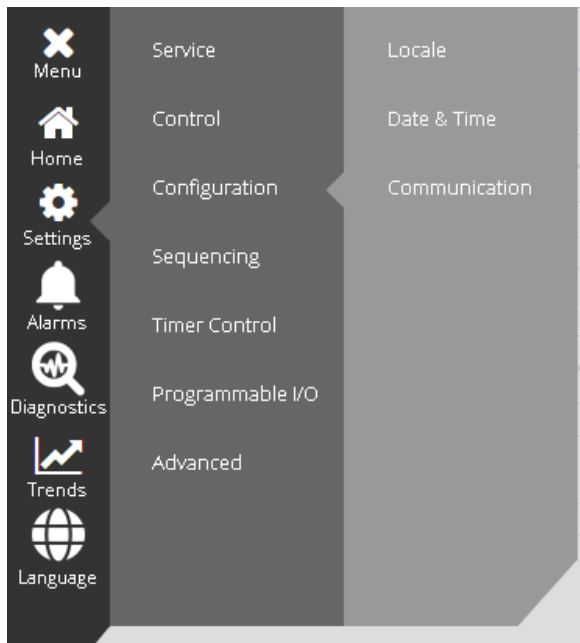 Menu
Home
Settings
Alarms
Diagnostics
Trends
Language
Service
Control
Configuration
Sequencing
Timer Control
Programmable I/O
Advanced
Locale
Date & Time
Communication